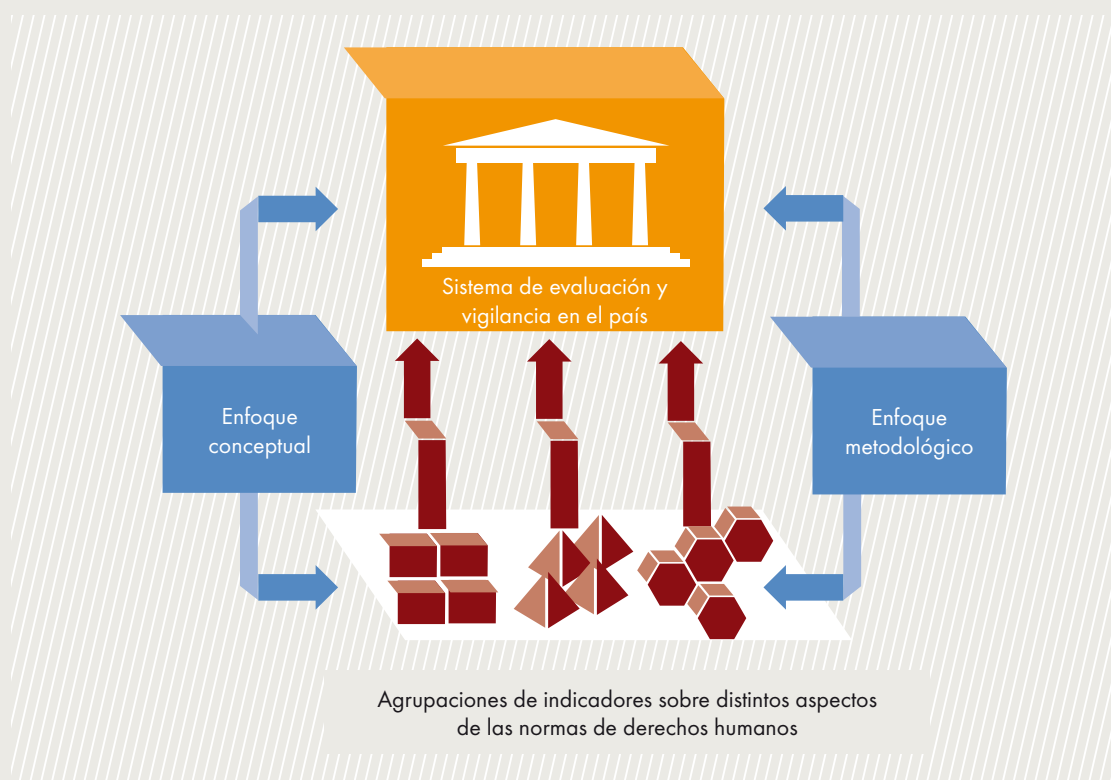 Sistema de evaluación y
vigilancia en el país
Enfoque
conceptual
Enfoque
metodológico
Agrupaciones de indicadores sobre distintos aspectos
de las normas de derechos humanos